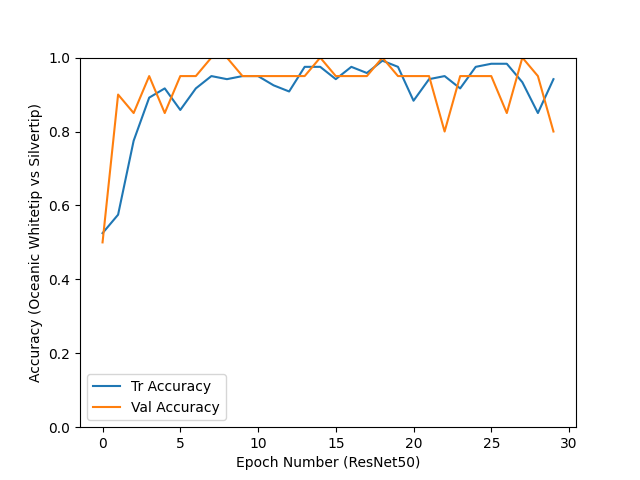 1.0
0.8
0.6
0.4
0.2
0.0
Accuracy (Oceanic Whitetip vs Silvertip)
Tr Accuracy
Val Accuracy
0 5 10 15 20 25 30
Epoch Number (ResNet50)